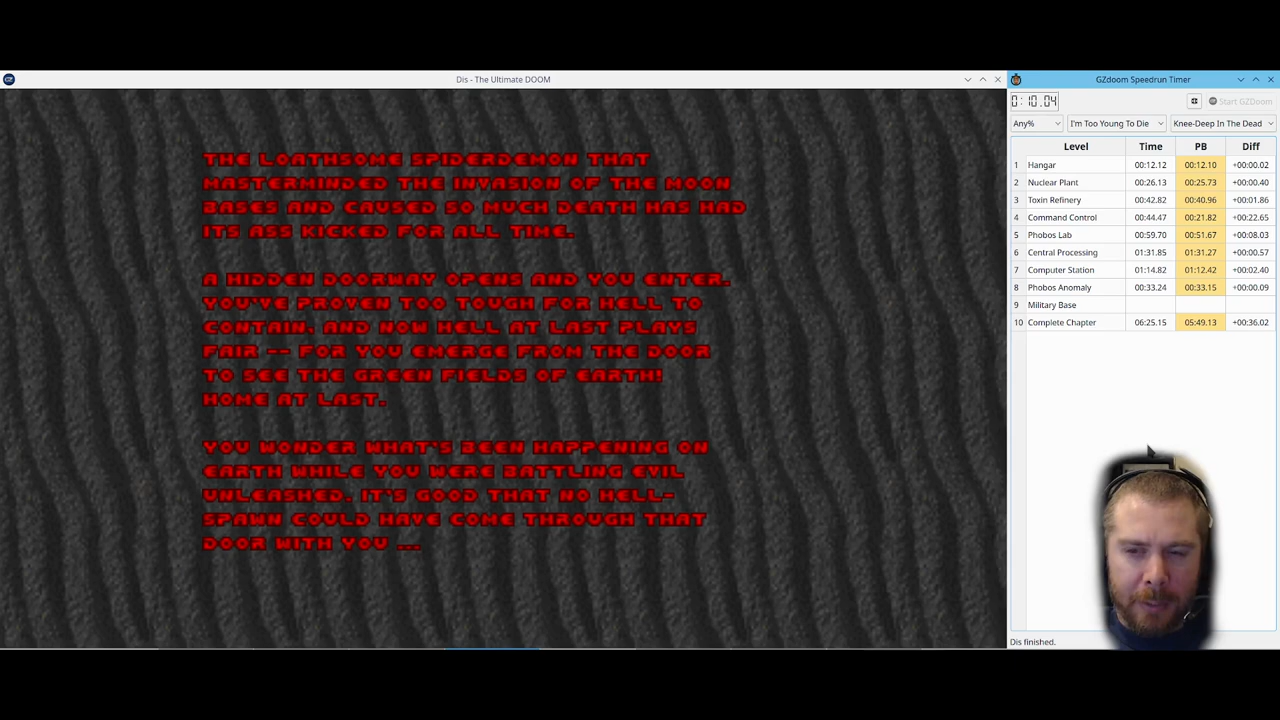 Dis - The Ultimate DOOM
THE LOATHSOME SPIDERDEMON THAT
MASTERMINDED THE INVASION OF THE MOON
BASES AND CAUSED SO MUCH DEATH HAS HAD
ITS ASS KICKED FOR ALL TIME.
A HIDDEN DOORWAY OPENS AND YOU ENTER.
YOU'VE PROVEN TOO TOUGH FOR HELL TO
CONTAIN, AND NOW HELL AT LAST PLAYS
FAIR -- FOR YOU EMERGE FROM THE DOOR
TO SEE THE GREEN FIELDS OF EARTH!
HOME AT LAST.
YOU WONDER WHAT'S BEEN HAPPENING ON
EARTH WHILE YOU WERE BATTLING EVIL
UNLEASHED. IT'S GOOD THAT NO HELL-
SPAWN COULD HAVE COME THROUGH THAT
DOOR WITH YOU ...
GZdoom Speedrun Timer
0:10.04 Start GZDoom
Any% I'm Too Young To Die Knee-Deep In The Dead
Level Time PB Diff
1 Hangar 00:12.12 00:12.10 +00:00.02
2 Nuclear Plant 00:26.13 00:25.73 +00:00.40
3 Toxin Refinery 00:42.82 00:40.96 +00:01.86
4 Command Control 00:44.47 00:21.82 +00:22.65
5 Phobos Lab 00:59.70 00:51.67 +00:08.03
6 Central Processing 01:31.85 01:31.27 +00:00.57
7 Computer Station 01:14.82 01:12.42 +00:02.40
8 Phobos Anomaly 00:33.24 00:33.15 +00:00.09
9 Military Base
10 Complete Chapter 06:25.15 05:49.13 +00:36.02
Dis finished.